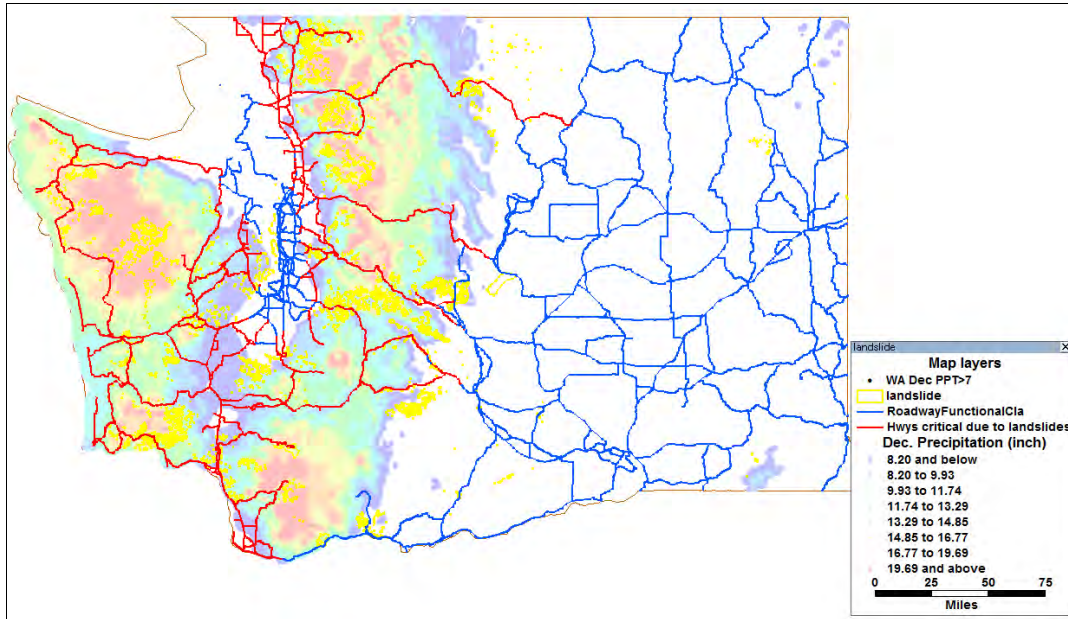 landslide
Map layers
WA Dec PPT>7
landslide
RoadwayFunctionalCla
Hwys critical due to landslides
Dec. Precipitation (inch)
8.20 and below
8.20 to 9.93
9.93 to 11.74
11.74 to 13.29
13.29 to 14.85
14.85 to 16.77
16.77 to 19.69
19.69 and above
0 25 50 75
Miles